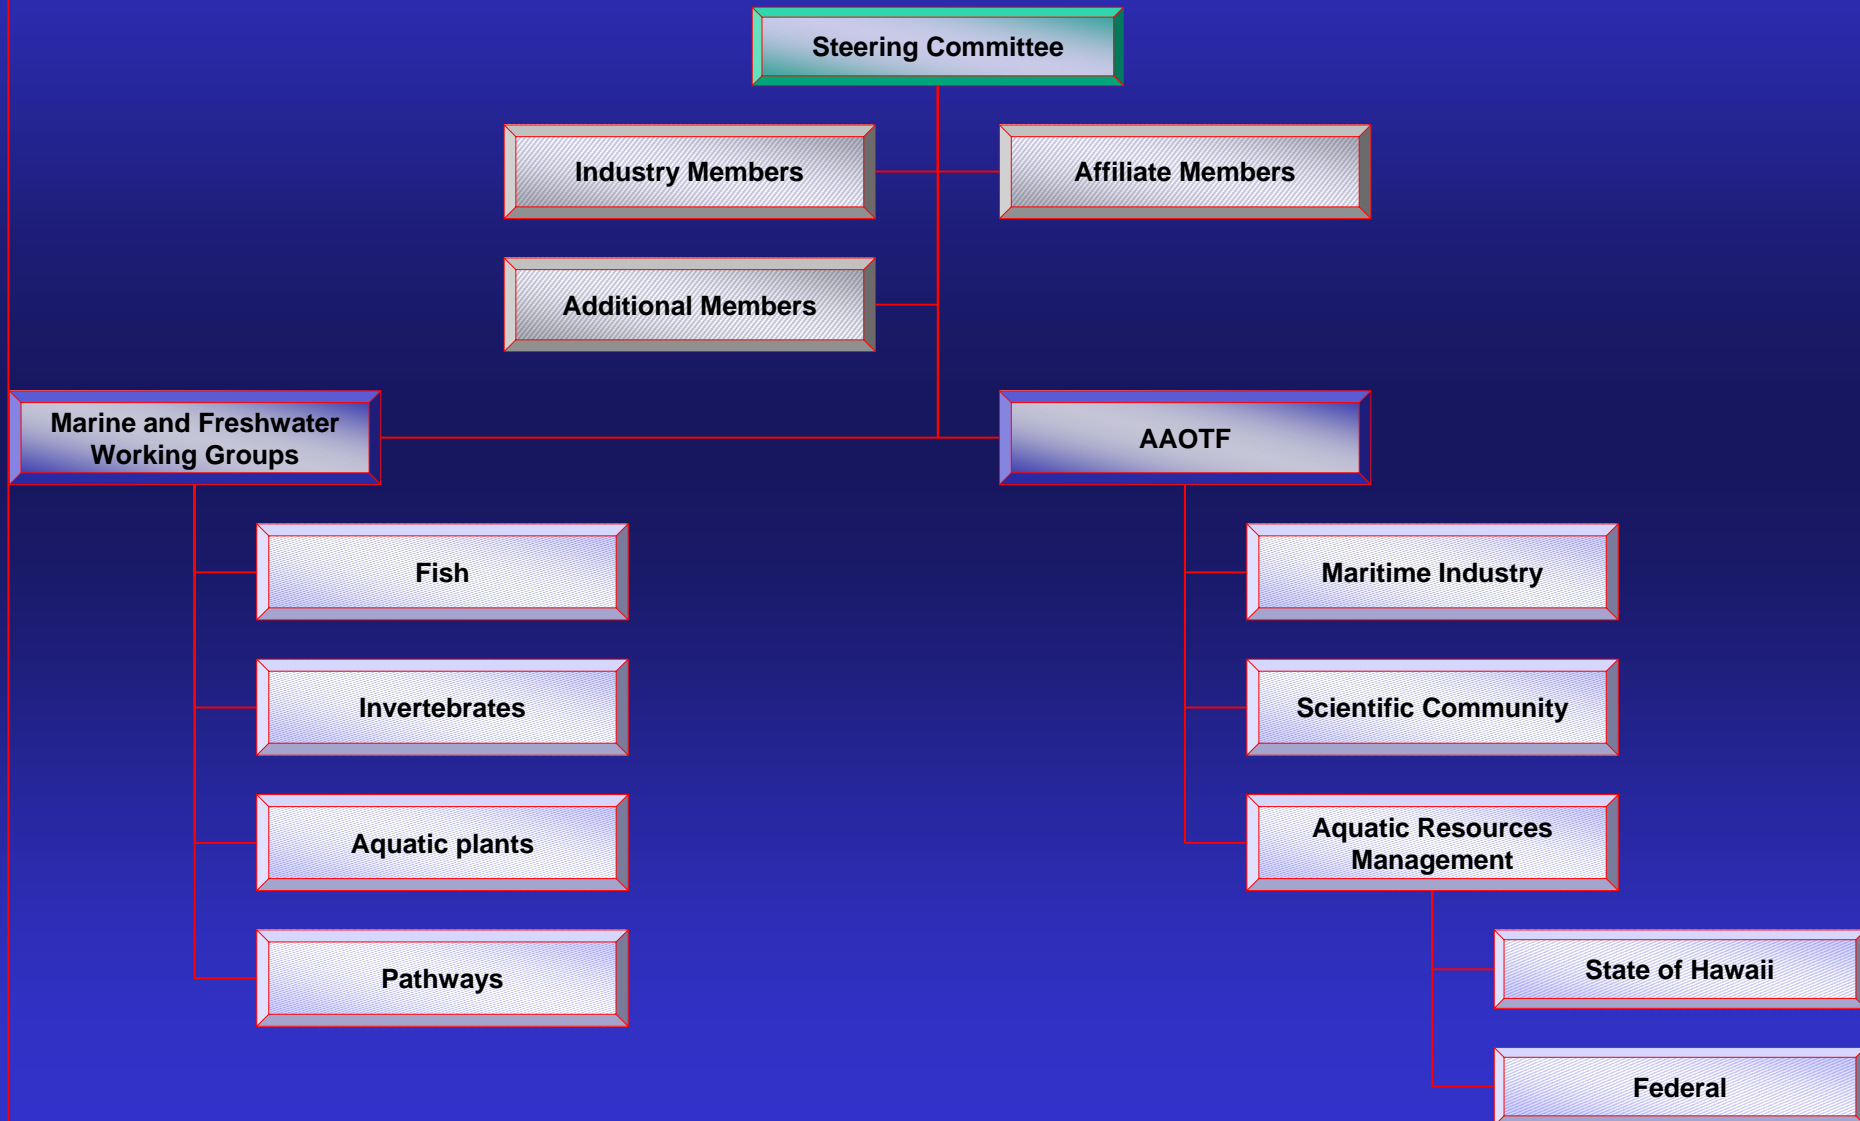 Steering Committee
Industry Members
Affiliate Members
Additional Members
Marine and Freshwater
Working Groups
AAOTF
Fish
Maritime Industry
Invertebrates
Scientific Community
Aquatic plants
Aquatic Resources
Management
Pathways
State of Hawaii
Federal